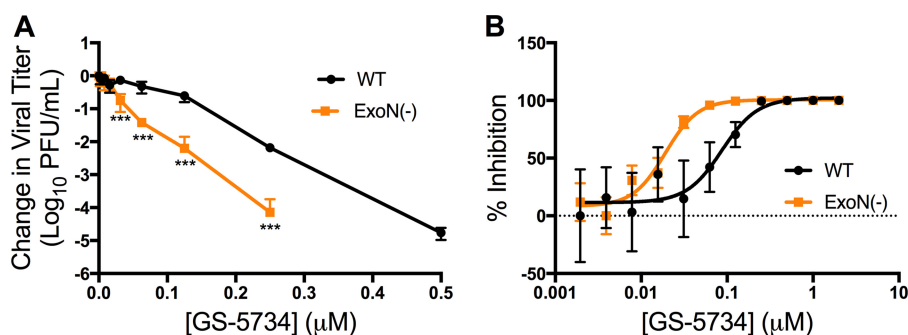 A
Change in Viral Titer
(Log10 PFU/mL)
1
0
-1
-2
-3
-4
-5
-6
0.0
0.1
0.2
0.3
0.4
0.5
[GS-5734] (μM)
WT
ExoN(-)
***
***
***
***
B
% Inhibition
150
100
50
0
-50
0.001
0.01
0.1
1
10
[GS-5734] (μM)
WT
ExoN(-)